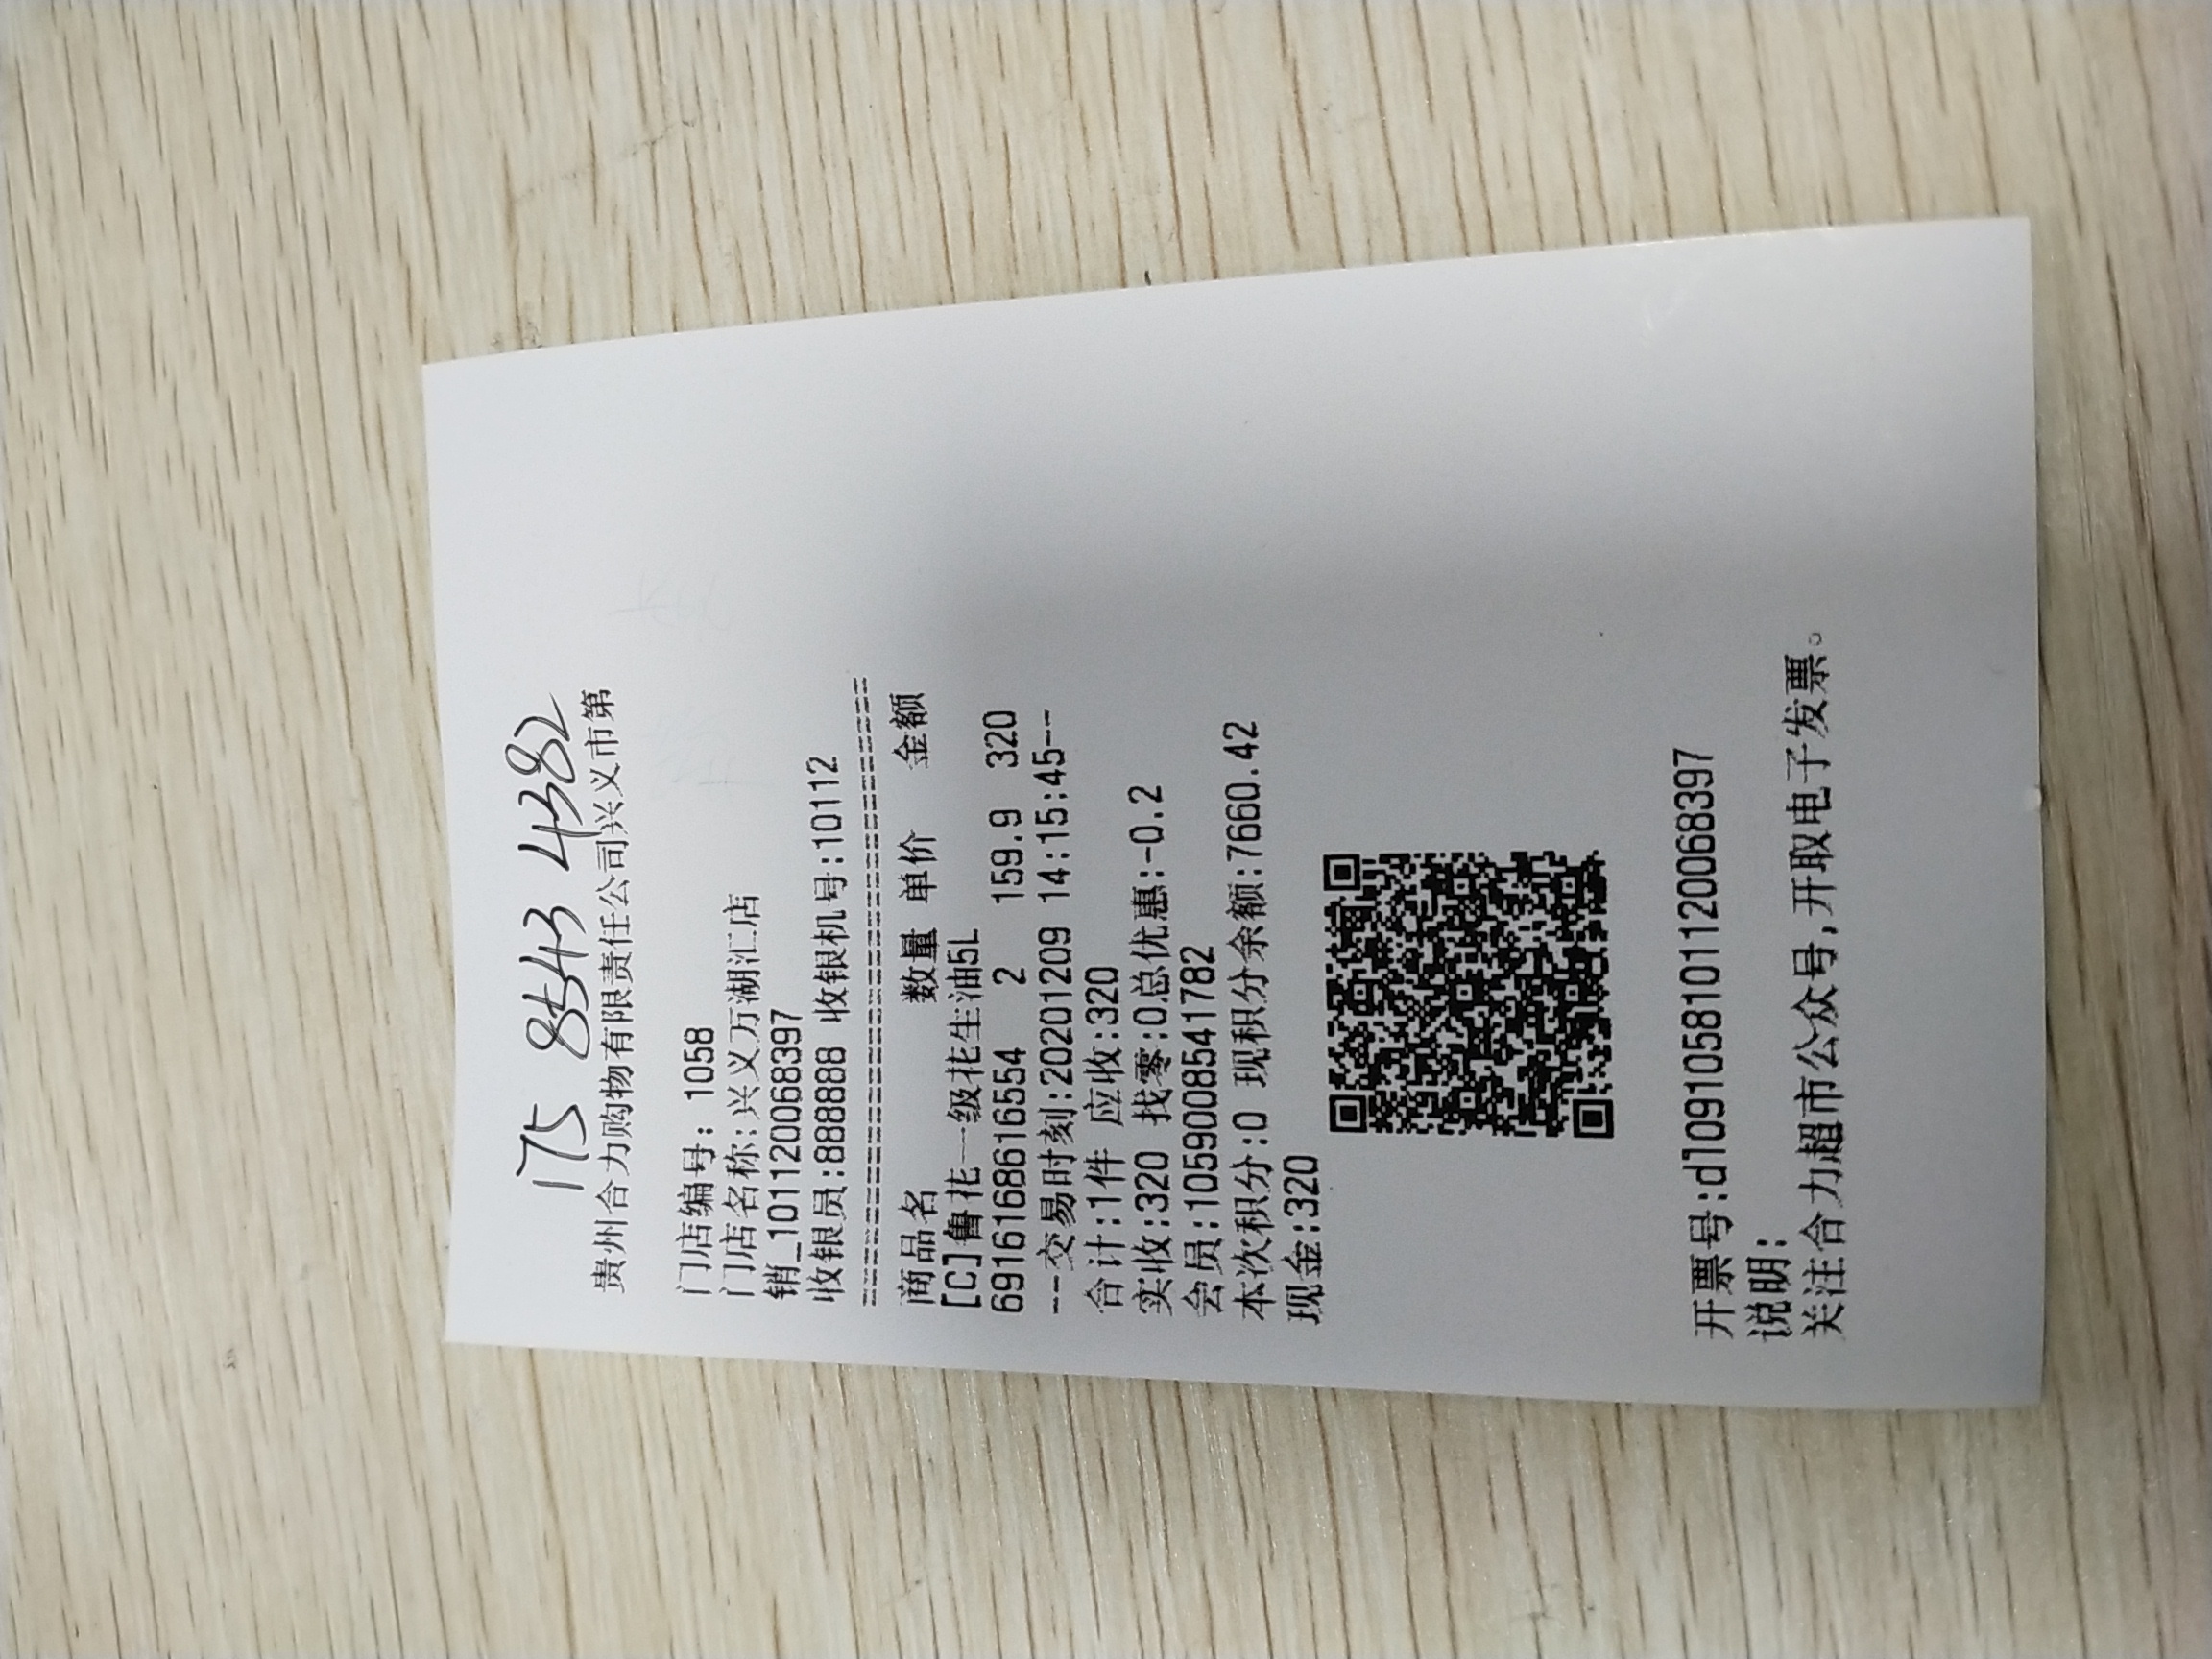 175 8543 4382
贵州合力购物有限责任公司兴义市第
门店编号: 1058
门店名称:兴义万湖汇店
销_101120068397
收银员:888888 收银机号:10112
================================
商品名 数量 单价 金额
[C]鲁花一级花生油5L
6916168616554 2 159.9 320
--交易时刻:20201209 14:15:45--
合计:1件 应收:320
实收:320 找零:0总优惠:-0.2
会员:1059008541782
本次积分:0 现积分余额:7660.42
现金:320
开票号:d1091058101120068397
说明:
关注合力超市公众号,开取电子发票。